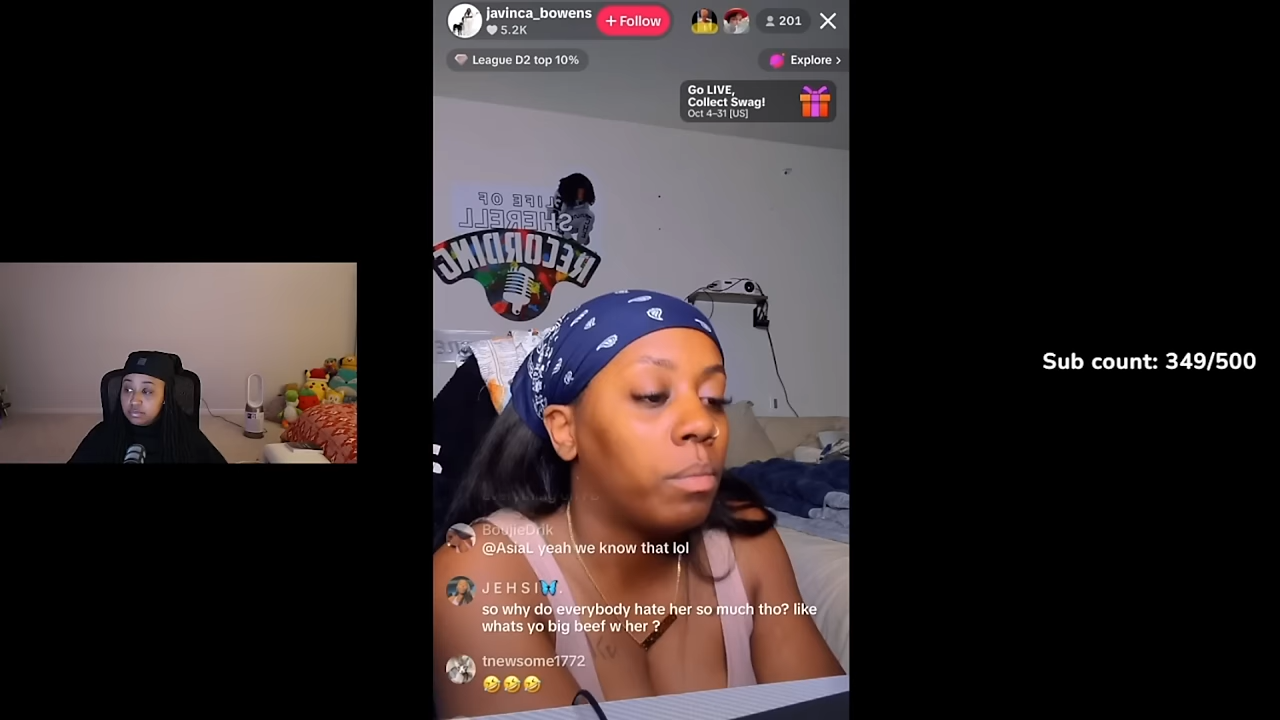 javinca_bowens
5.2K
+ Follow
201
League D2 top 10%
Explore >
Go LIVE,
Collect Swag!
Oct 4-31 [US]
LIFE OF
SHERELL
RECORDING
Sub count: 349/500
BoujieDrik
@AsiaL yeah we know that lol
J E H S I🦋.
so why do everybody hate her so much tho? like
whats yo big beef w her ?
tnewsome1772
🤣🤣🤣